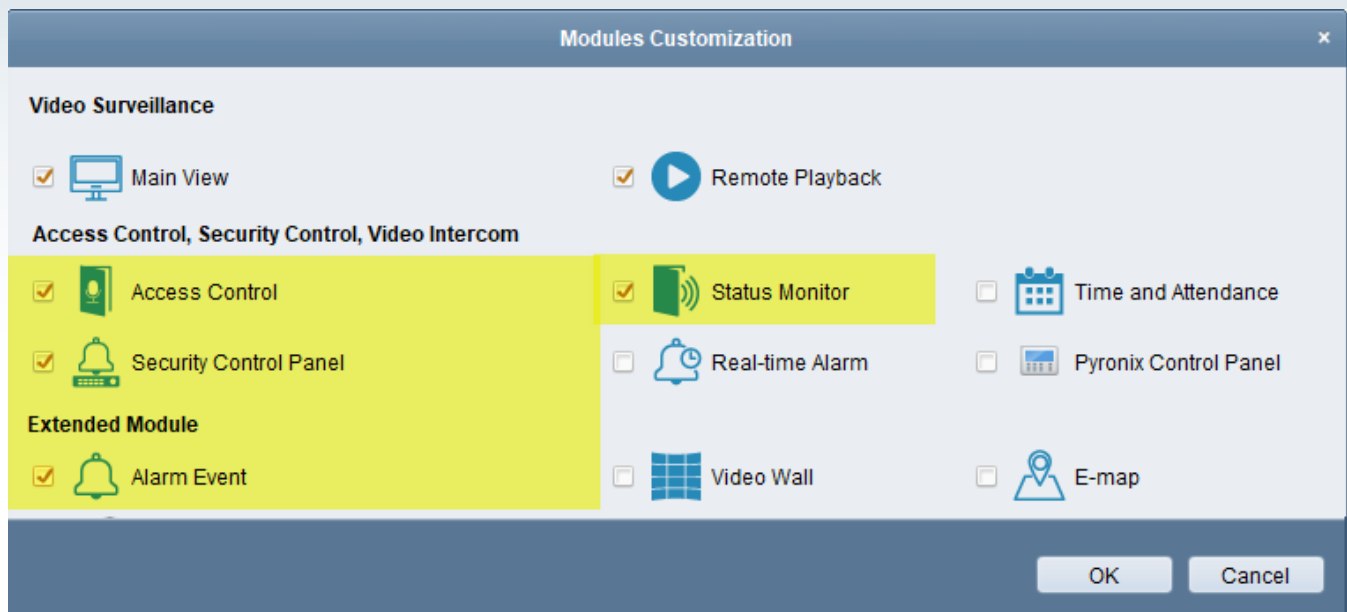 Modules Customization ×
Video Surveillance
Main View Remote Playback
Access Control, Security Control, Video Intercom
Access Control Status Monitor Time and Attendance
Security Control Panel Real-time Alarm Pyronix Control Panel
Extended Module
Alarm Event Video Wall E-map
OK Cancel